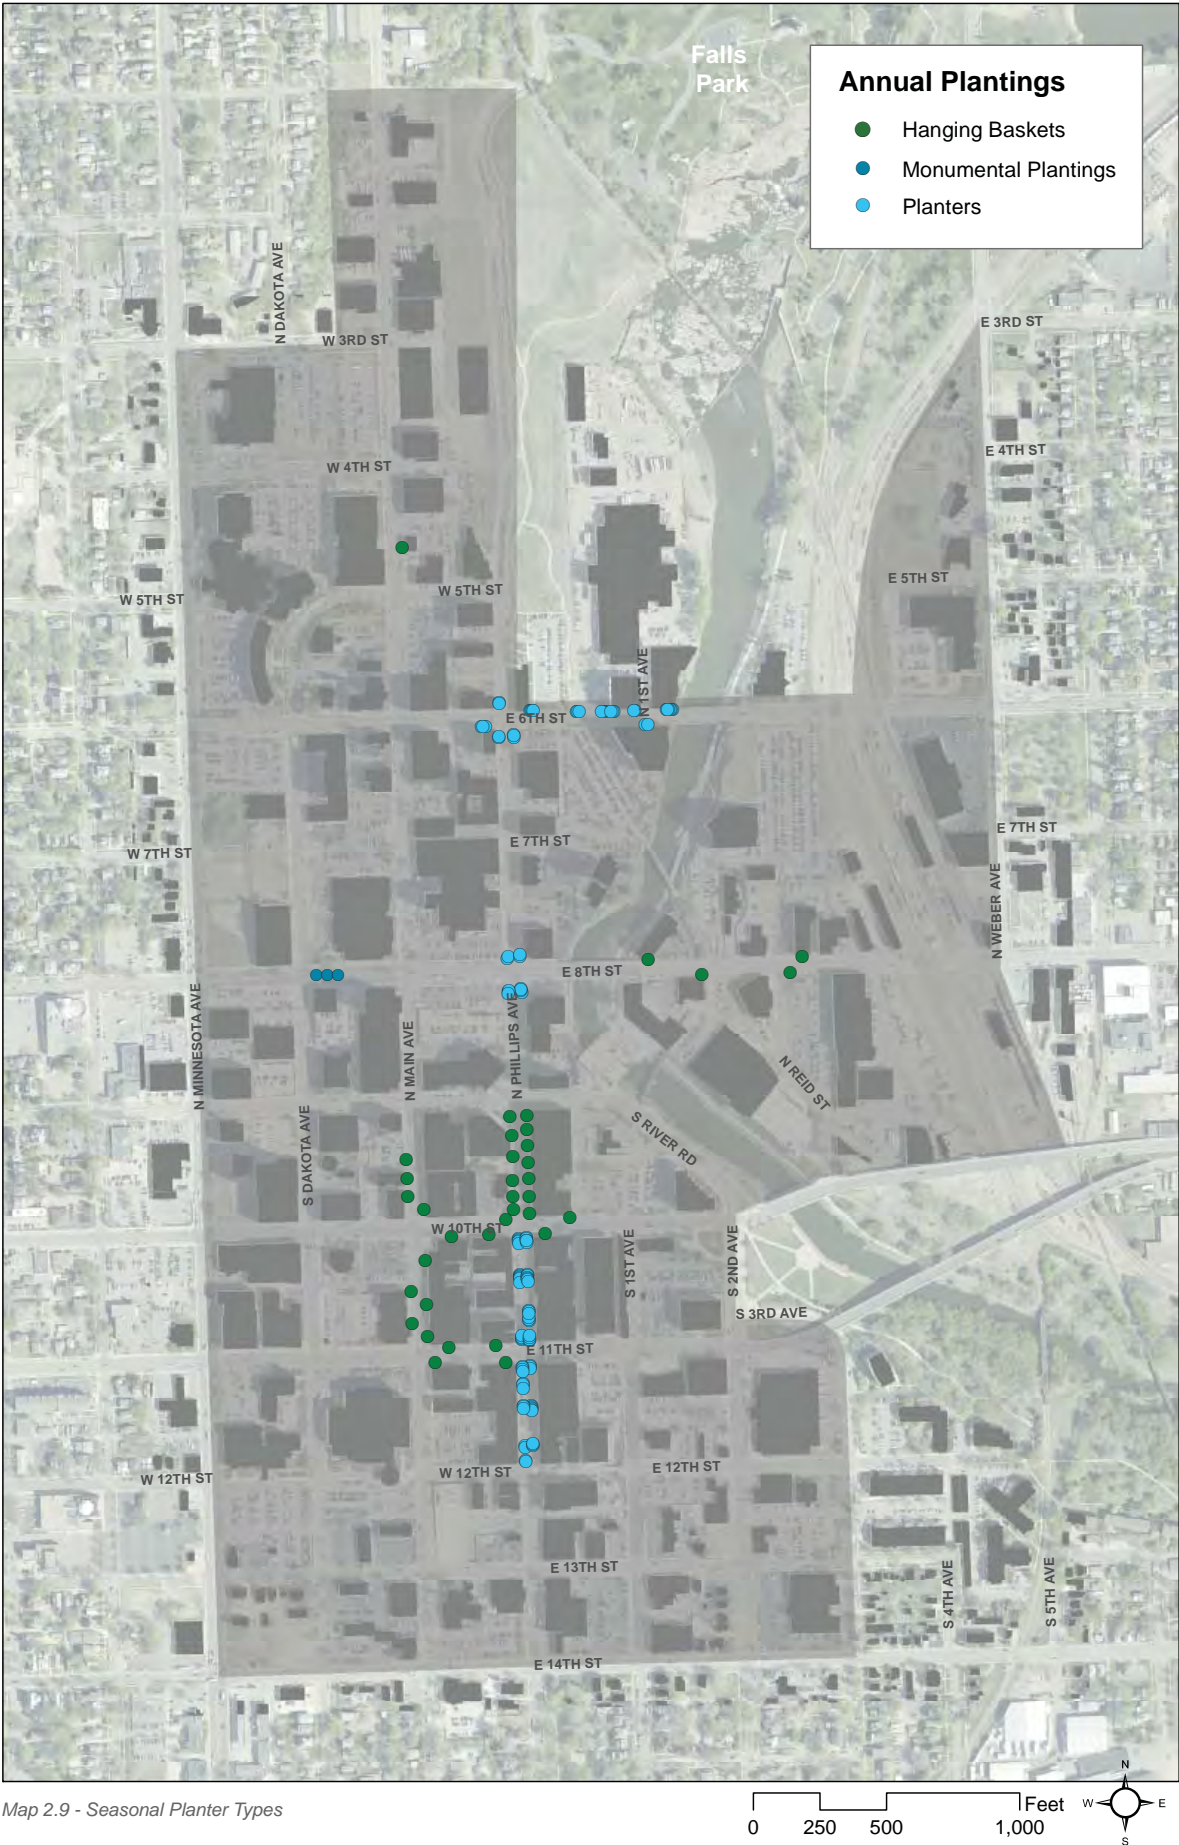 Falls
Park
Annual Plantings
Hanging Baskets
Monumental Plantings
Planters
N DAKOTA AVE
W 3RD ST
E 3RD ST
E 4TH ST
W 4TH ST
E 5TH ST
W 5TH ST
W 5TH ST
N 1ST AVE
E 6TH ST
E 7TH ST
E 7TH ST
W 7TH ST
N WEBER AVE
E 8TH ST
N MINNESOTA AVE
N MAIN AVE
N PHILLIPS AVE
N REID ST
S RIVER RD
S DAKOTA AVE
W 10TH ST
S 1ST AVE
S 2ND AVE
S 3RD AVE
E 11TH ST
W 12TH ST
W 12TH ST
E 12TH ST
E 13TH ST
S 4TH AVE
S 5TH AVE
E 14TH ST
Map 2.9 - Seasonal Planter Types
Feet
0 250 500 1,000
N
W E
S